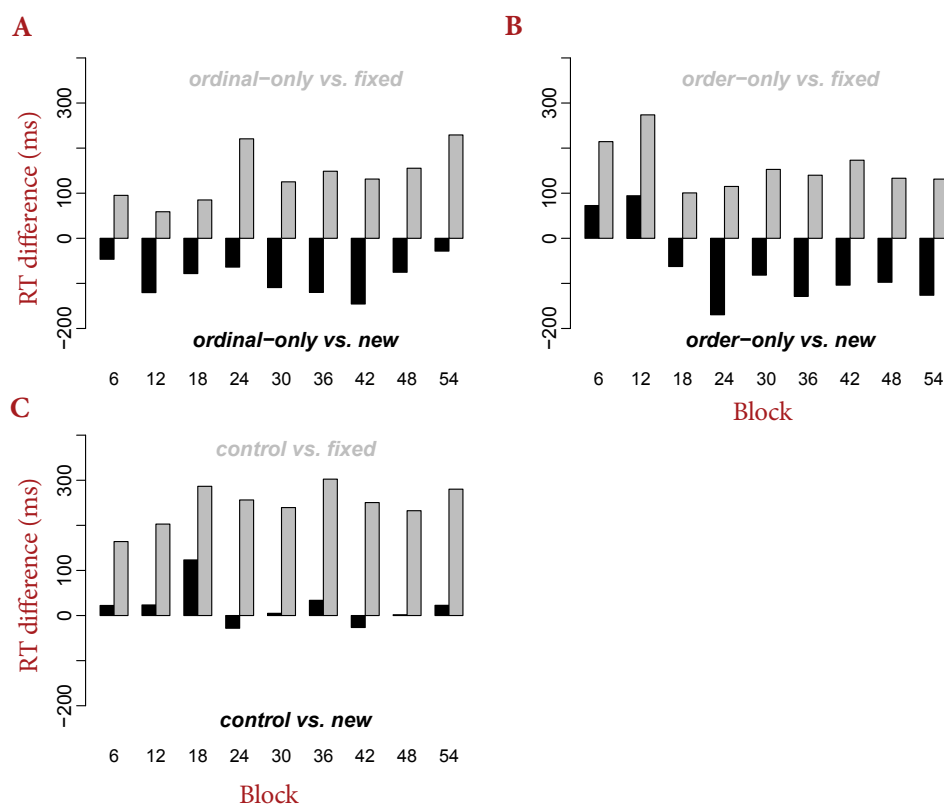 A
ordinal−only vs. fixed
RT difference (ms)
300
100
0
−200
ordinal−only vs. new
6 12 18 24 30 36 42 48 54
B
order−only vs. fixed
300
100
0
−200
order−only vs. new
6 12 18 24 30 36 42 48 54
Block
C
control vs. fixed
RT difference (ms)
300
100
0
−200
control vs. new
6 12 18 24 30 36 42 48 54
Block